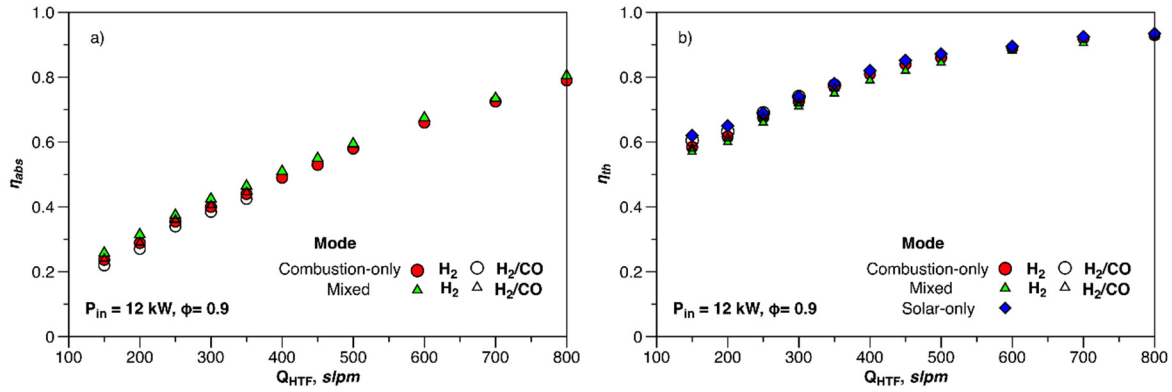 1.0
0.8
0.6
0.4
0.2
0
η_abs
a)
Mode
Combustion-only H₂ H₂/CO
Mixed H₂ H₂/CO
P_in = 12 kW, ϕ= 0.9
100 200 300 400 500 600 700 800
Q_HTF, slpm
1.0
0.8
0.6
0.4
0.2
0
η_th
b)
Mode
Combustion-only H₂ H₂/CO
Mixed H₂ H₂/CO
Solar-only
P_in = 12 kW, ϕ= 0.9
100 200 300 400 500 600 700 800
Q_HTF, slpm